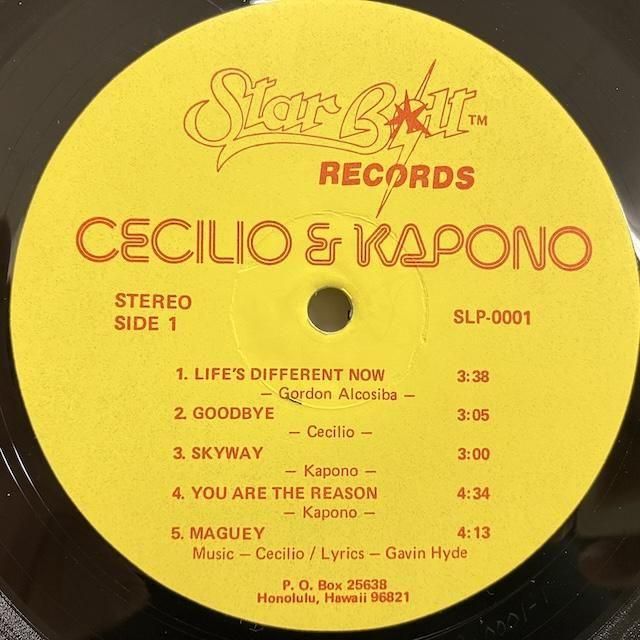 Star Bolt™
RECORDS
CECILIO & KAPONO
STEREO
SIDE 1
SLP-0001
1. LIFE'S DIFFERENT NOW 3:38
— Gordon Alcosiba —
2. GOODBYE 3:05
— Cecilio —
3. SKYWAY 3:00
— Kapono —
4. YOU ARE THE REASON 4:34
— Kapono —
5. MAGUEY 4:13
Music — Cecilio / Lyrics — Gavin Hyde
P. O. Box 25638
Honolulu, Hawaii 96821